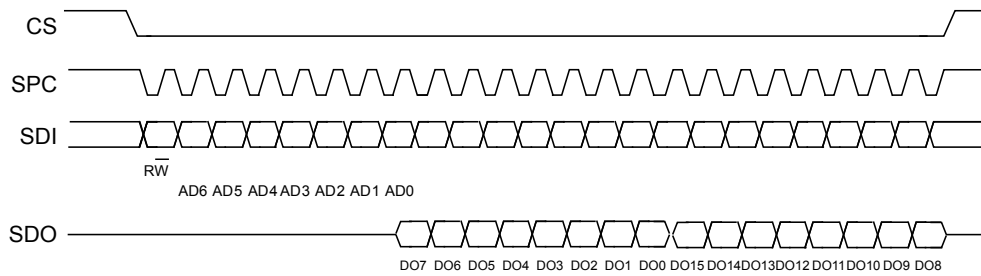 CS
SPC
SDI
RW
AD6 AD5 AD4 AD3 AD2 AD1 AD0
SDO
DO7 DO6 DO5 DO4 DO3 DO2 DO1 DO0 DO15 DO14 DO13 DO12 DO11 DO10 DO9 DO8